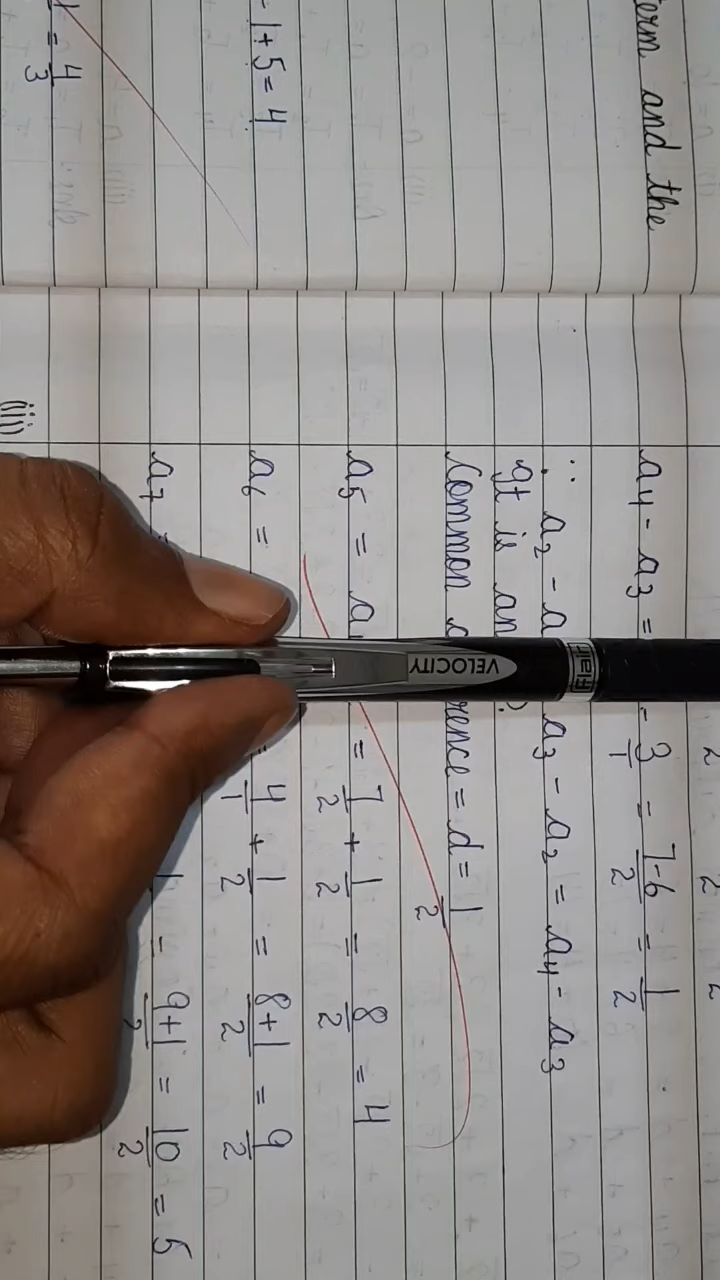 erm and the
- 1 + 5 = 4
= 4/3
a4 - a3 = - 3/1 = 7-6/2 = 1/2
∴ a2 - a a3 - a2 = a4 - a3
It is an
Common rence = d = 1/2
a5 = a = 7/2 + 1/2 = 8/2 = 4
a6 = = 4/1 + 1/2 = 8+1/2 = 9/2
a7 = 9+1/2 = 10/2 = 5
(iii)
VELOCITY
Hair